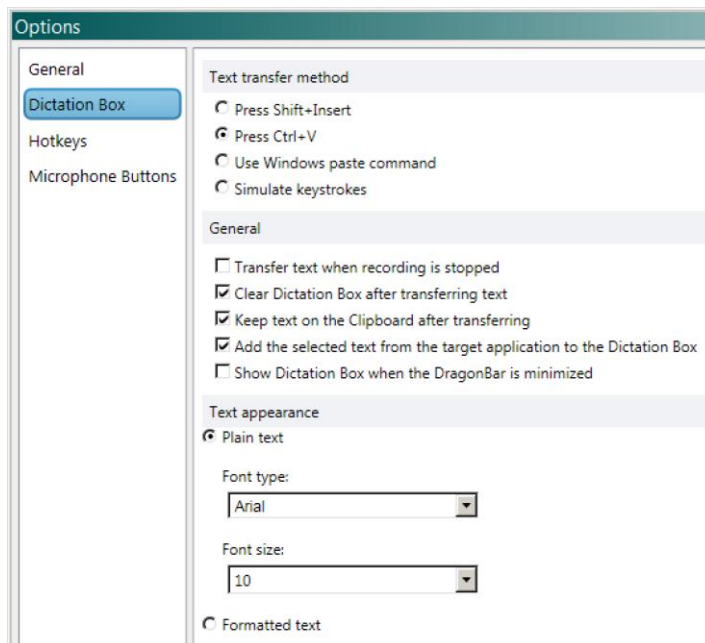 Options
General
Dictation Box
Hotkeys
Microphone Buttons
Text transfer method
Press Shift+Insert
Press Ctrl+V
Use Windows paste command
Simulate keystrokes
General
Transfer text when recording is stopped
Clear Dictation Box after transferring text
Keep text on the Clipboard after transferring
Add the selected text from the target application to the Dictation Box
Show Dictation Box when the DragonBar is minimized
Text appearance
Plain text
Font type:
Arial
Font size:
10
Formatted text